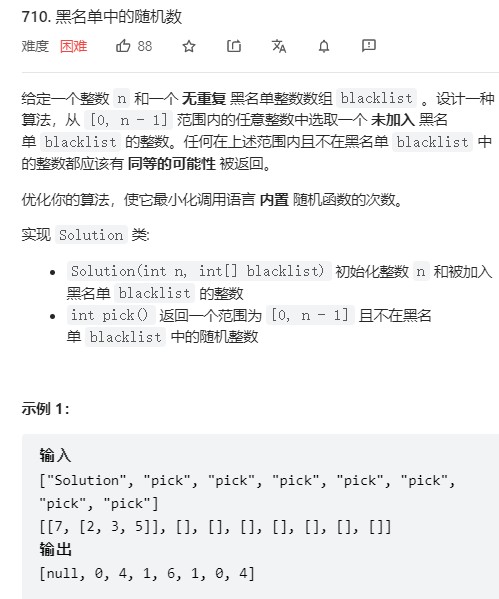 710. 黑名单中的随机数
难度 困难 88
给定一个整数 n 和一个 无重复 黑名单整数数组 blacklist 。设计一种
算法，从 [0, n - 1] 范围内的任意整数中选取一个 未加入 黑名
单 blacklist 的整数。任何在上述范围内且不在黑名单 blacklist 中
的整数都应该有 同等的可能性 被返回。
优化你的算法，使它最小化调用语言 内置 随机函数的次数。
实现 Solution 类:
• Solution(int n, int[] blacklist) 初始化整数 n 和被加入
黑名单 blacklist 的整数
• int pick() 返回一个范围为 [0, n - 1] 且不在黑名
单 blacklist 中的随机整数
示例 1：
输入
["Solution", "pick", "pick", "pick", "pick", "pick",
"pick", "pick"]
[[7, [2, 3, 5]], [], [], [], [], [], [], []]
输出
[null, 0, 4, 1, 6, 1, 0, 4]